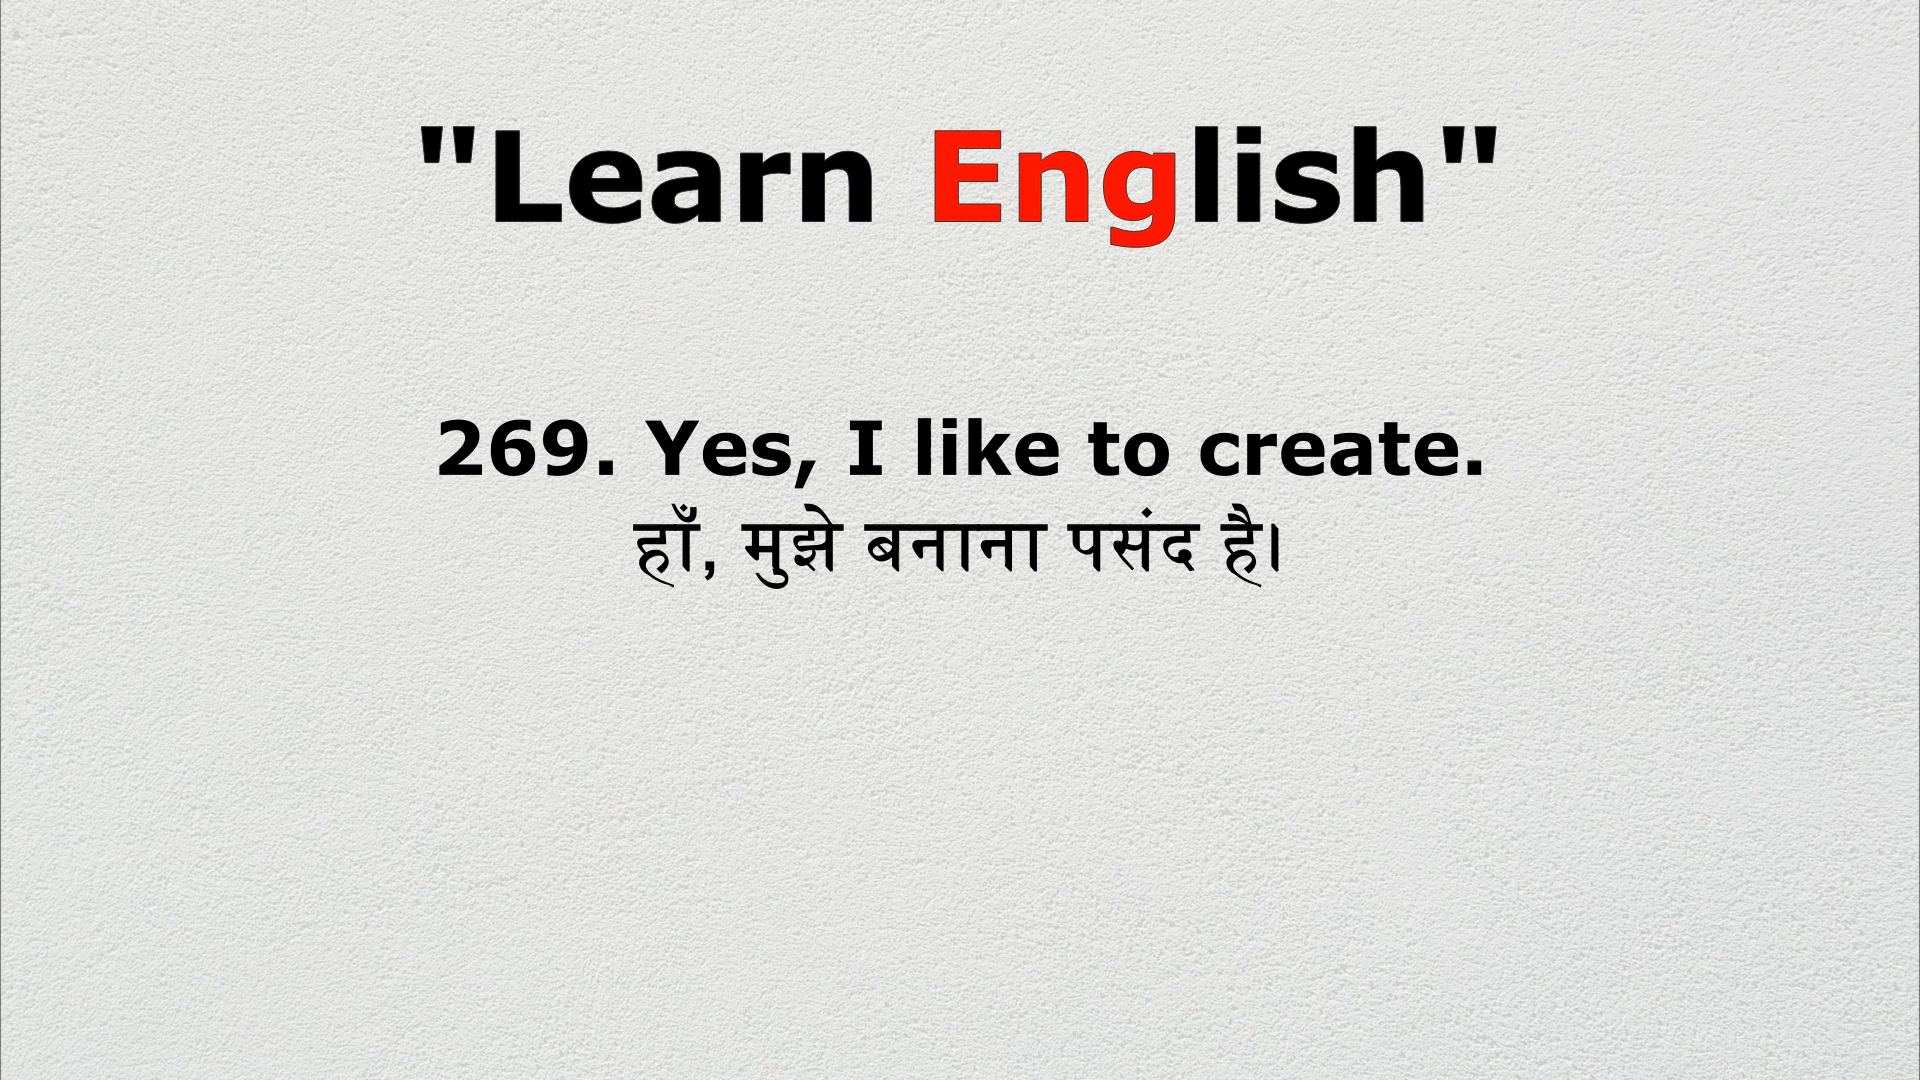 "Learn English"
269. Yes, I like to create.
हाँ, मुझे बनाना पसंद है।